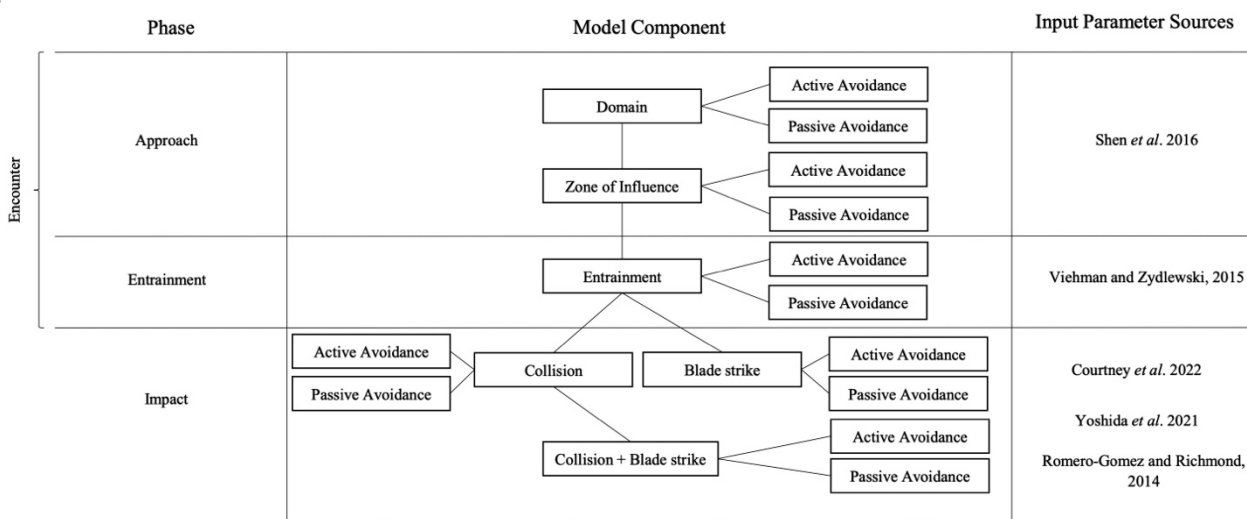 Phase
Model Component
Input Parameter Sources
Encounter
Approach
Domain
Active Avoidance
Passive Avoidance
Zone of Influence
Active Avoidance
Passive Avoidance
Shen et al. 2016
Entrainment
Entrainment
Active Avoidance
Passive Avoidance
Viehman and Zydlewski, 2015
Impact
Active Avoidance
Passive Avoidance
Collision
Blade strike
Active Avoidance
Passive Avoidance
Collision + Blade strike
Active Avoidance
Passive Avoidance
Courtney et al. 2022
Yoshida et al. 2021
Romero-Gomez and Richmond,
2014